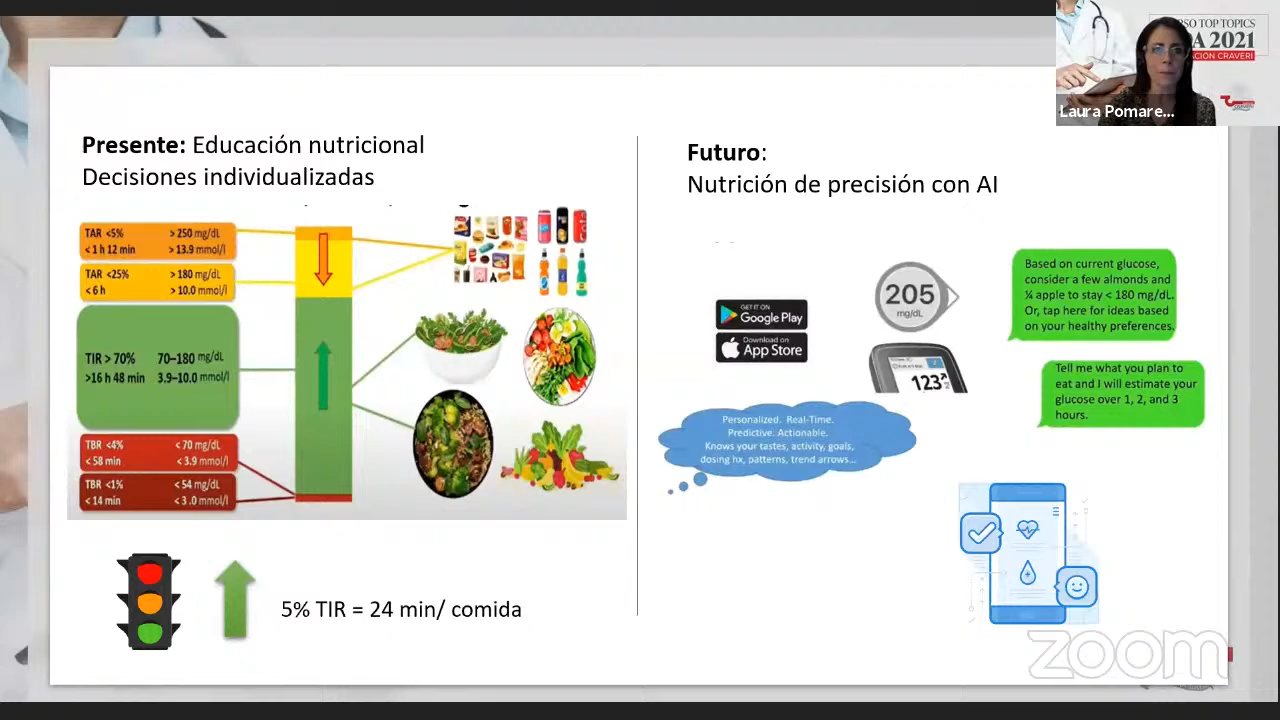 RSO TOP TOPICS
A 2021
CIÓN CRAVERI
Laura Pomare...
Presente: Educación nutricional
Decisiones individualizadas
TAR <5% > 250 mg/dL
< 1 h 12 min > 13.9 mmol/l
TAR <25% > 180 mg/dL
< 6 h > 10.0 mmol/l
TIR > 70% 70–180 mg/dL
>16 h 48 min 3.9–10.0 mmol/l
TBR <4% < 70 mg/dL
< 58 min < 3.9 mmol/l
TBR <1% < 54 mg/dL
< 14 min < 3.0 mmol/l
5% TIR = 24 min/ comida
Futuro:
Nutrición de precisión con AI
GET IT ON
Google Play
Download on
App Store
205
mg/dL
123
Based on current glucose,
consider a few almonds and
¼ apple to stay < 180 mg/dL.
Or, tap here for ideas based
on your healthy preferences.
Tell me what you plan to
eat and I will estimate your
glucose over 1, 2, and 3
hours.
Personalized. Real-Time.
Predictive. Actionable.
Knows your tastes, activity, goals,
dosing hx, patterns, trend arrows...
zoom